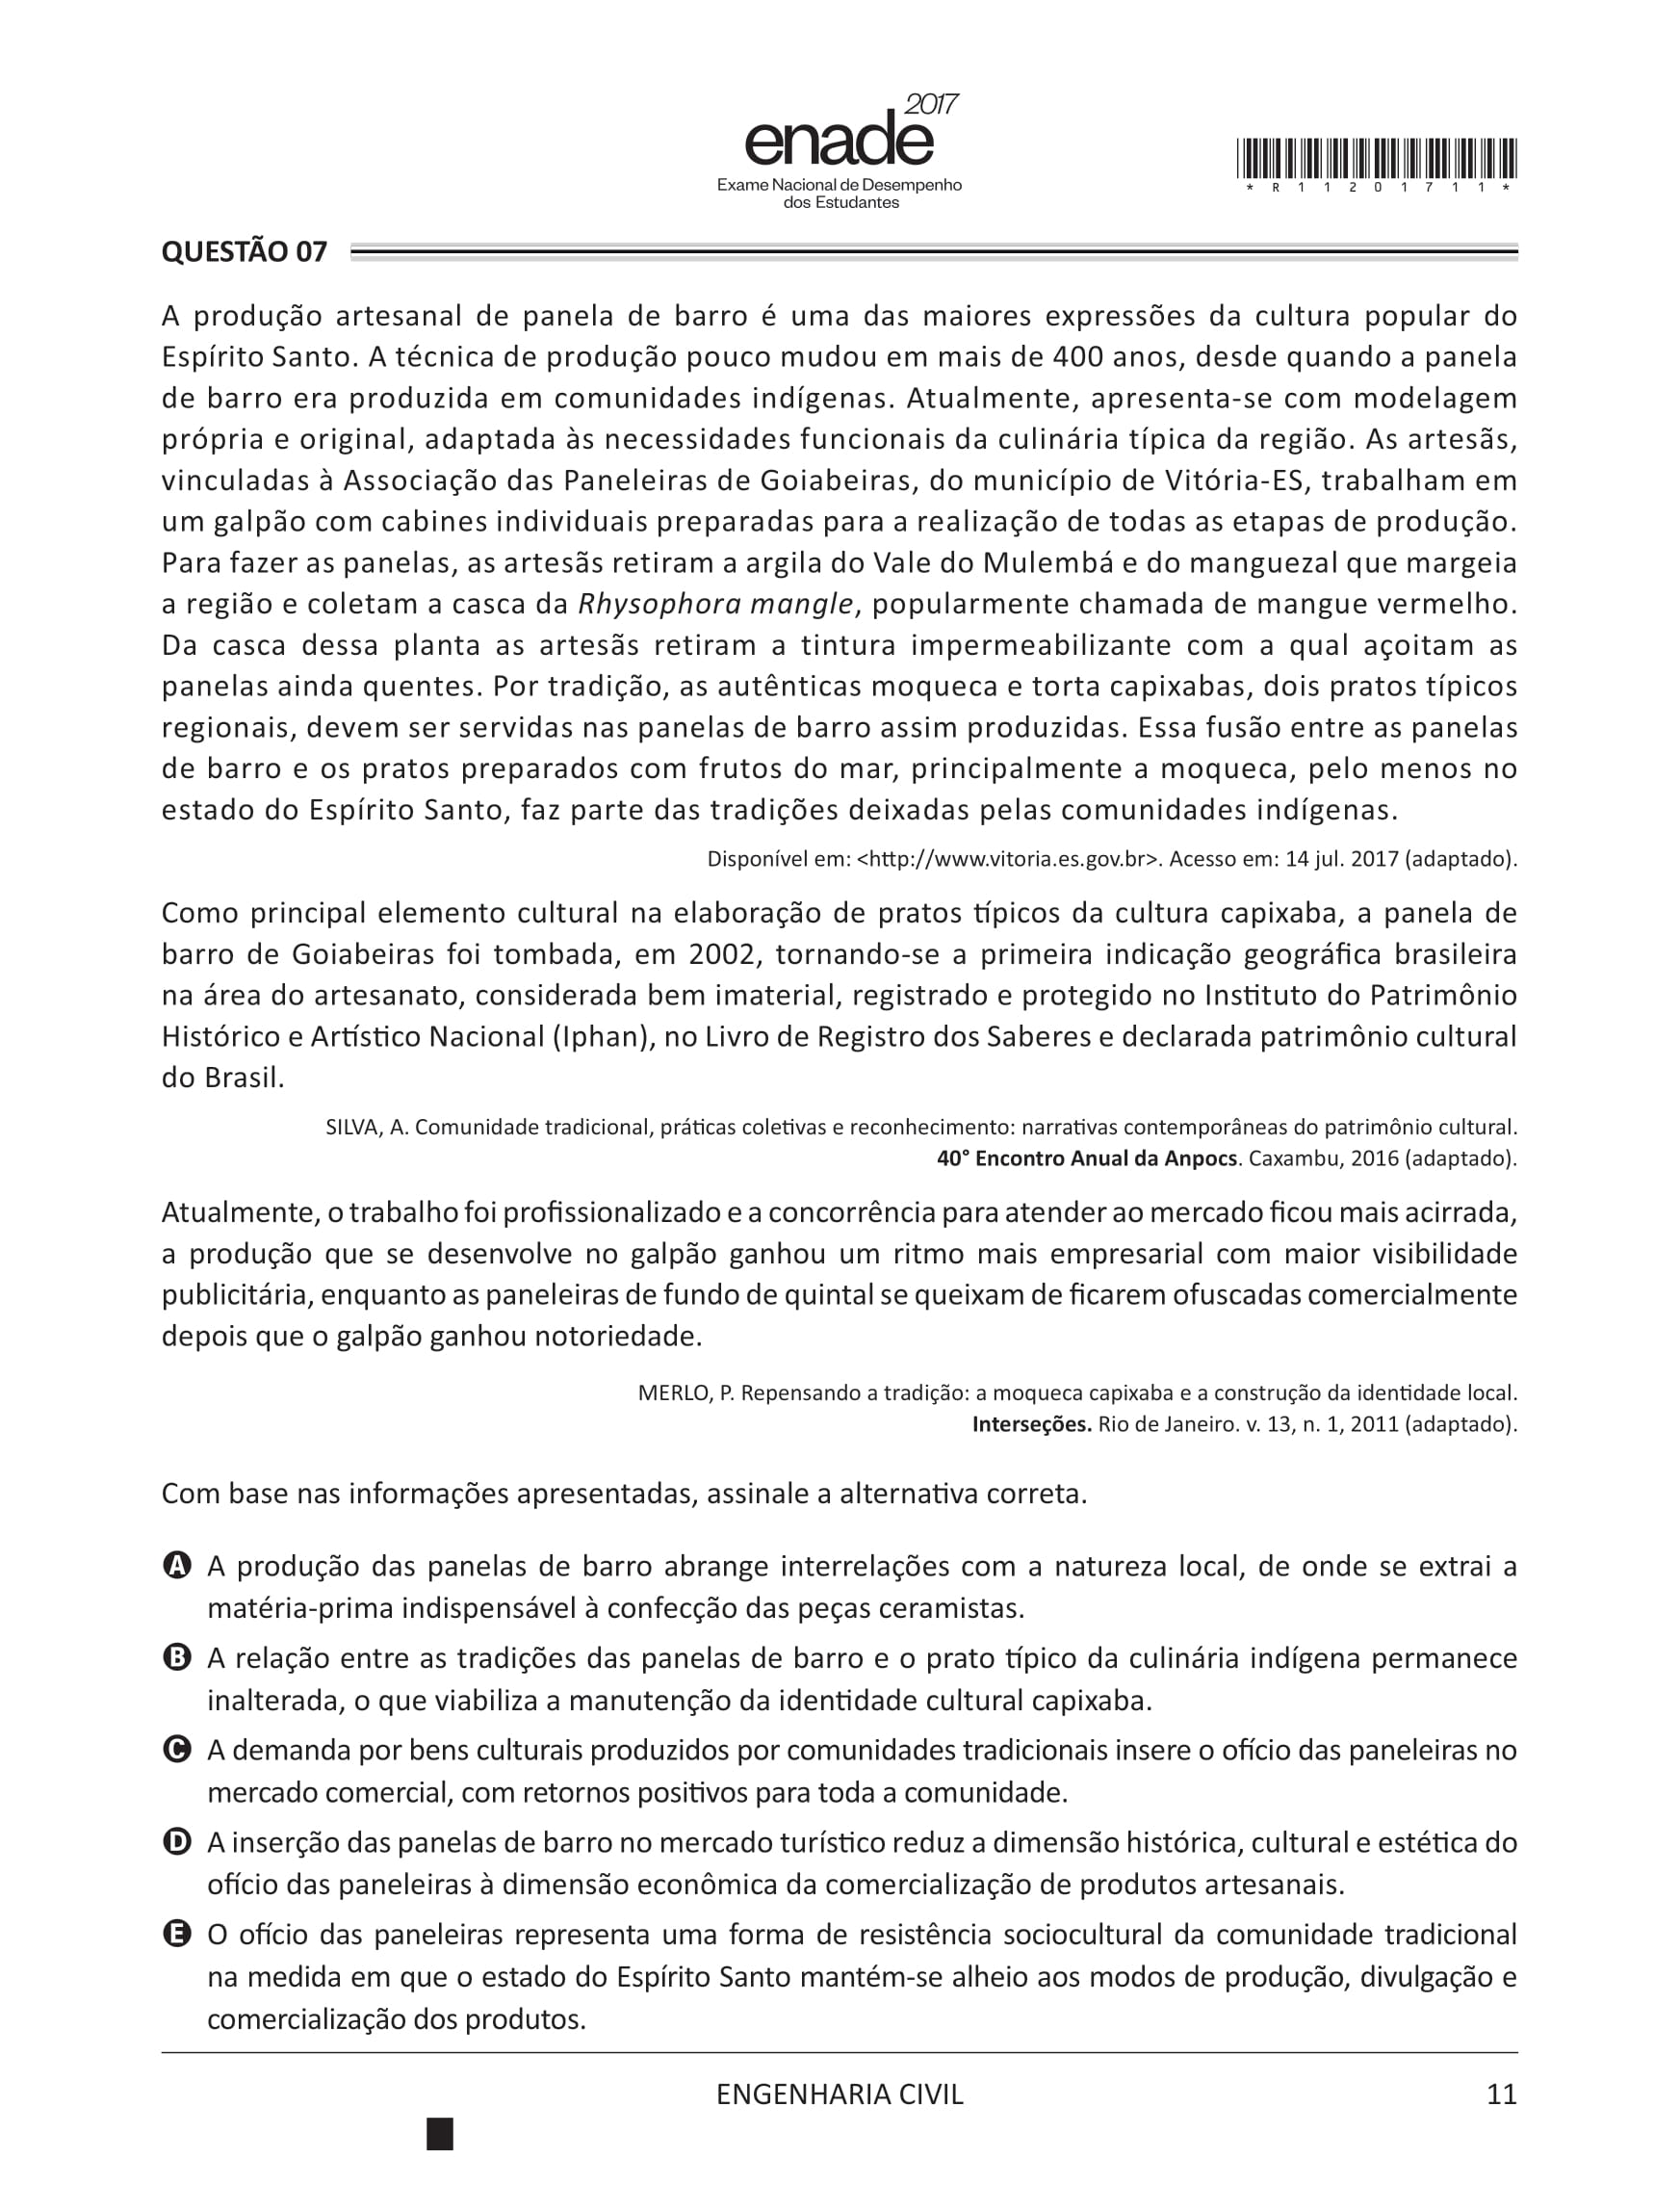 2017
enade
Exame Nacional de Desempenho
dos Estudantes
* R 1 1 2 0 1 7 1 1 *
QUESTÃO 07
A produção artesanal de panela de barro é uma das maiores expressões da cultura popular do
Espírito Santo. A técnica de produção pouco mudou em mais de 400 anos, desde quando a panela
de barro era produzida em comunidades indígenas. Atualmente, apresenta-se com modelagem
própria e original, adaptada às necessidades funcionais da culinária típica da região. As artesãs,
vinculadas à Associação das Paneleiras de Goiabeiras, do município de Vitória-ES, trabalham em
um galpão com cabines individuais preparadas para a realização de todas as etapas de produção.
Para fazer as panelas, as artesãs retiram a argila do Vale do Mulembá e do manguezal que margeia
a região e coletam a casca da Rhysophora mangle, popularmente chamada de mangue vermelho.
Da casca dessa planta as artesãs retiram a tintura impermeabilizante com a qual açoitam as
panelas ainda quentes. Por tradição, as autênticas moqueca e torta capixabas, dois pratos típicos
regionais, devem ser servidas nas panelas de barro assim produzidas. Essa fusão entre as panelas
de barro e os pratos preparados com frutos do mar, principalmente a moqueca, pelo menos no
estado do Espírito Santo, faz parte das tradições deixadas pelas comunidades indígenas.
Disponível em: <http://www.vitoria.es.gov.br>. Acesso em: 14 jul. 2017 (adaptado).
Como principal elemento cultural na elaboração de pratos típicos da cultura capixaba, a panela de
barro de Goiabeiras foi tombada, em 2002, tornando-se a primeira indicação geográfica brasileira
na área do artesanato, considerada bem imaterial, registrado e protegido no Instituto do Patrimônio
Histórico e Artístico Nacional (Iphan), no Livro de Registro dos Saberes e declarada patrimônio cultural
do Brasil.
SILVA, A. Comunidade tradicional, práticas coletivas e reconhecimento: narrativas contemporâneas do patrimônio cultural.
40° Encontro Anual da Anpocs. Caxambu, 2016 (adaptado).
Atualmente, o trabalho foi profissionalizado e a concorrência para atender ao mercado ficou mais acirrada,
a produção que se desenvolve no galpão ganhou um ritmo mais empresarial com maior visibilidade
publicitária, enquanto as paneleiras de fundo de quintal se queixam de ficarem ofuscadas comercialmente
depois que o galpão ganhou notoriedade.
MERLO, P. Repensando a tradição: a moqueca capixaba e a construção da identidade local.
Interseções. Rio de Janeiro. v. 13, n. 1, 2011 (adaptado).
Com base nas informações apresentadas, assinale a alternativa correta.
A A produção das panelas de barro abrange interrelações com a natureza local, de onde se extrai a
matéria-prima indispensável à confecção das peças ceramistas.
B A relação entre as tradições das panelas de barro e o prato típico da culinária indígena permanece
inalterada, o que viabiliza a manutenção da identidade cultural capixaba.
C A demanda por bens culturais produzidos por comunidades tradicionais insere o ofício das paneleiras no
mercado comercial, com retornos positivos para toda a comunidade.
D A inserção das panelas de barro no mercado turístico reduz a dimensão histórica, cultural e estética do
ofício das paneleiras à dimensão econômica da comercialização de produtos artesanais.
E O ofício das paneleiras representa uma forma de resistência sociocultural da comunidade tradicional
na medida em que o estado do Espírito Santo mantém-se alheio aos modos de produção, divulgação e
comercialização dos produtos.
ENGENHARIA CIVIL
11